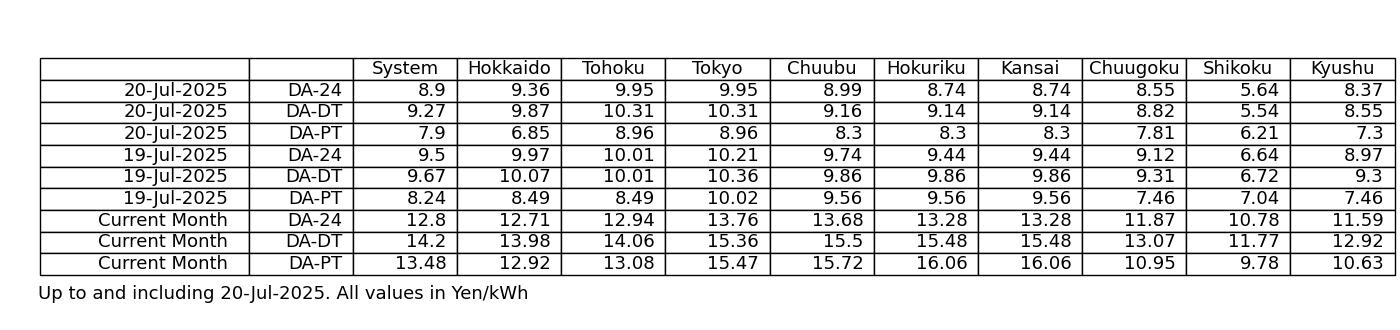 System Hokkaido Tohoku Tokyo Chuubu Hokuriku Kansai Chuugoku Shikoku Kyushu
20-Jul-2025 DA-24 8.9 9.36 9.95 9.95 8.99 8.74 8.74 8.55 5.64 8.37
20-Jul-2025 DA-DT 9.27 9.87 10.31 10.31 9.16 9.14 9.14 8.82 5.54 8.55
20-Jul-2025 DA-PT 7.9 6.85 8.96 8.96 8.3 8.3 8.3 7.81 6.21 7.3
19-Jul-2025 DA-24 9.5 9.97 10.01 10.21 9.74 9.44 9.44 9.12 6.64 8.97
19-Jul-2025 DA-DT 9.67 10.07 10.01 10.36 9.86 9.86 9.86 9.31 6.72 9.3
19-Jul-2025 DA-PT 8.24 8.49 8.49 10.02 9.56 9.56 9.56 7.46 7.04 7.46
Current Month DA-24 12.8 12.71 12.94 13.76 13.68 13.28 13.28 11.87 10.78 11.59
Current Month DA-DT 14.2 13.98 14.06 15.36 15.5 15.48 15.48 13.07 11.77 12.92
Current Month DA-PT 13.48 12.92 13.08 15.47 15.72 16.06 16.06 10.95 9.78 10.63
Up to and including 20-Jul-2025. All values in Yen/kWh